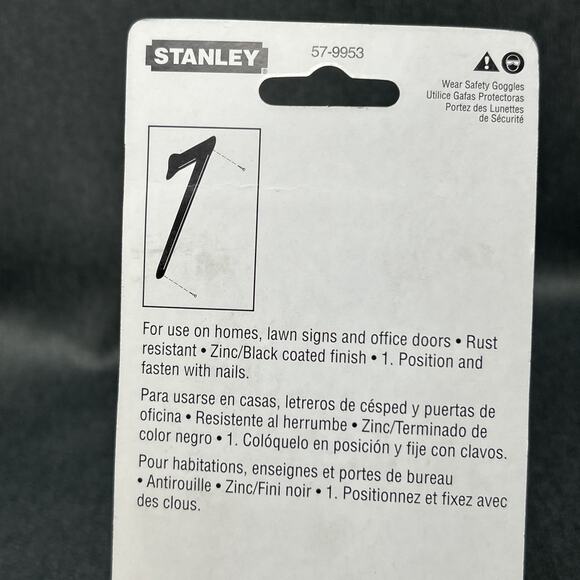 STANLEY®
57-9953
Wear Safety Goggles
Utilice Gafas Protectoras
Portez des Lunettes
de Sécurité
For use on homes, lawn signs and office doors • Rust
resistant • Zinc/Black coated finish • 1. Position and
fasten with nails.
Para usarse en casas, letreros de césped y puertas de
oficina • Resistente al herrumbe • Zinc/Terminado de
color negro • 1. Colóquelo en posición y fije con clavos.
Pour habitations, enseignes et portes de bureau
• Antirouille • Zinc/Fini noir • 1. Positionnez et fixez avec
des clous.